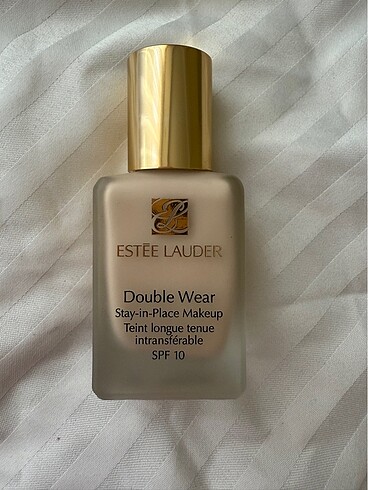 ESTĒE LAUDER
Double Wear
Stay-in-Place Makeup
Teint longue tenue
intransférable
SPF 10